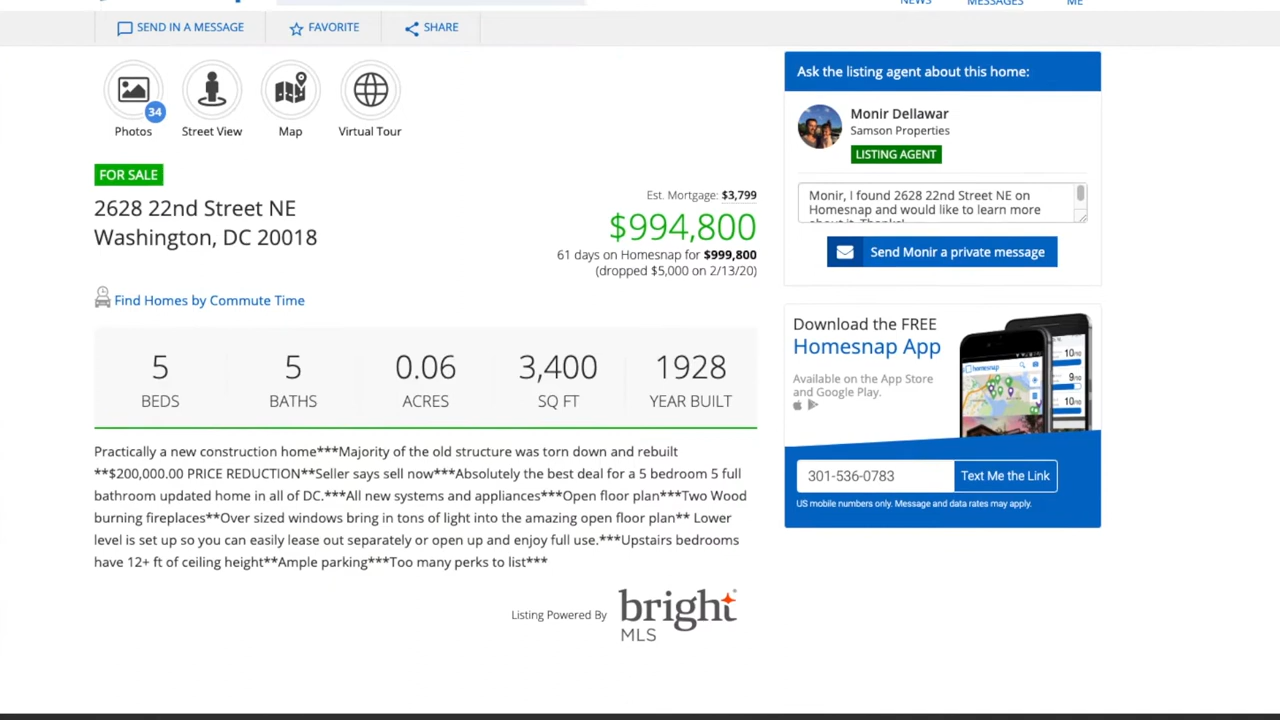 NEWS
MESSAGES
ME
SEND IN A MESSAGE
FAVORITE
SHARE
34
Photos
Street View
Map
Virtual Tour
FOR SALE
2628 22nd Street NE
Washington, DC 20018
Est. Mortgage: $3,799
$994,800
61 days on Homesnap for $999,800
(dropped $5,000 on 2/13/20)
Find Homes by Commute Time
5
BEDS
5
BATHS
0.06
ACRES
3,400
SQ FT
1928
YEAR BUILT
Practically a new construction home***Majority of the old structure was torn down and rebuilt
**$200,000.00 PRICE REDUCTION**Seller says sell now***Absolutely the best deal for a 5 bedroom 5 full
bathroom updated home in all of DC.***All new systems and appliances***Open floor plan***Two Wood
burning fireplaces**Over sized windows bring in tons of light into the amazing open floor plan** Lower
level is set up so you can easily lease out separately or open up and enjoy full use.***Upstairs bedrooms
have 12+ ft of ceiling height**Ample parking***Too many perks to list***
Listing Powered By
bright
MLS
Ask the listing agent about this home:
Monir Dellawar
Samson Properties
LISTING AGENT
Monir, I found 2628 22nd Street NE on
Homesnap and would like to learn more
about it. Thanks!
Send Monir a private message
Download the FREE
Homesnap App
Available on the App Store
and Google Play.
homesnap
10/10
9/10
10/10
301-536-0783
Text Me the Link
US mobile numbers only. Message and data rates may apply.